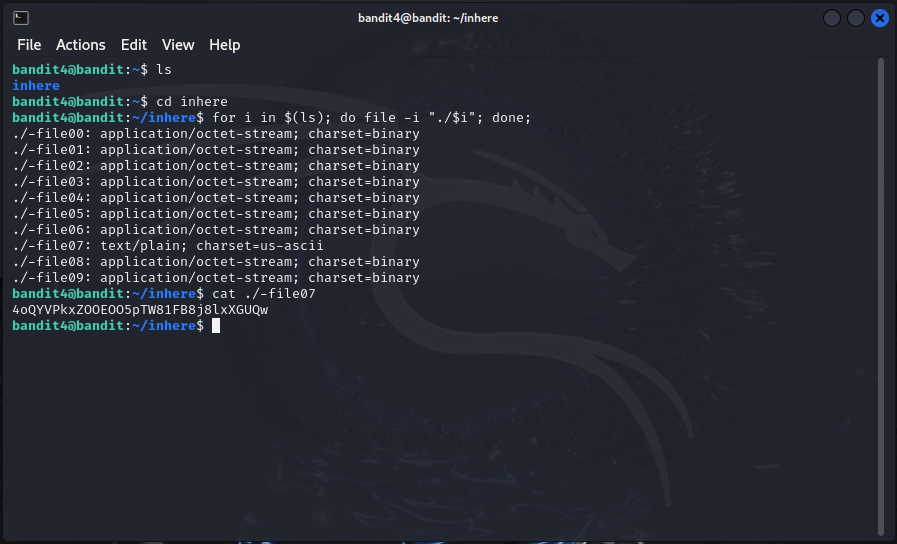 bandit4@bandit: ~/inhere
File Actions Edit View Help
bandit4@bandit:~$ ls
inhere
bandit4@bandit:~$ cd inhere
bandit4@bandit:~/inhere$ for i in $(ls); do file -i "./$i"; done;
./-file00: application/octet-stream; charset=binary
./-file01: application/octet-stream; charset=binary
./-file02: application/octet-stream; charset=binary
./-file03: application/octet-stream; charset=binary
./-file04: application/octet-stream; charset=binary
./-file05: application/octet-stream; charset=binary
./-file06: application/octet-stream; charset=binary
./-file07: text/plain; charset=us-ascii
./-file08: application/octet-stream; charset=binary
./-file09: application/octet-stream; charset=binary
bandit4@bandit:~/inhere$ cat ./-file07
4oQYVPkxZOOEOO5pTW81FB8j8lxXGUQw
bandit4@bandit:~/inhere$